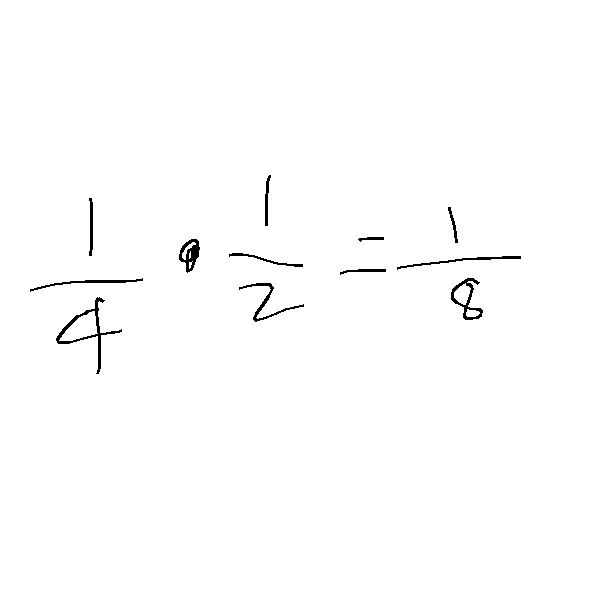 1/4 · 1/2 = 1/8